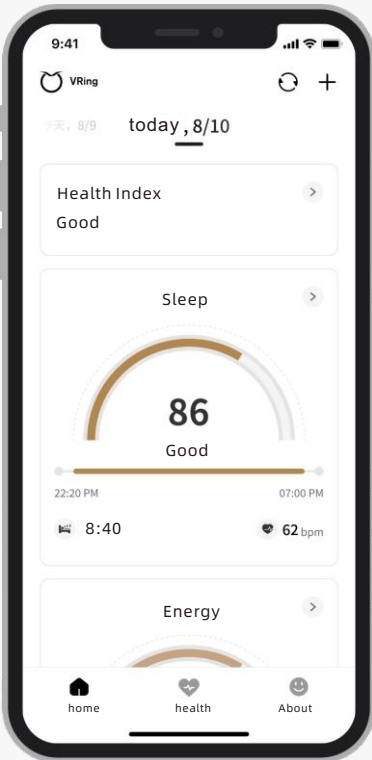 9:41
VRing
今天，8/9
today , 8/10
Health Index
Good
Sleep
86
Good
22:20 PM
07:00 PM
8:40
62 bpm
Energy
home
health
About